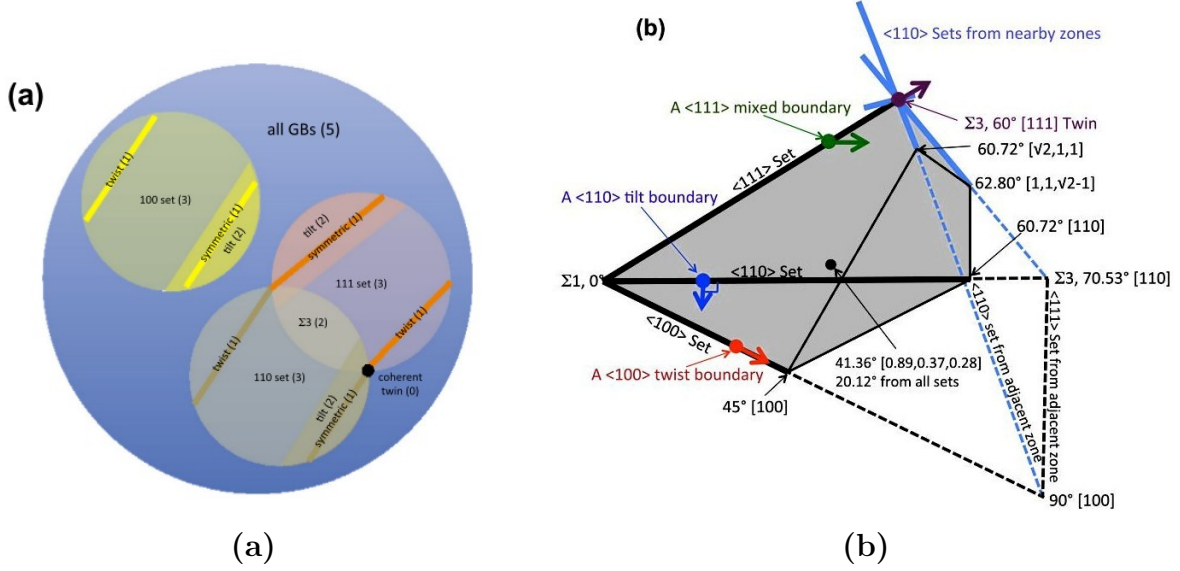 (a)
all GBs (5)
twist (1)
100 set (3)
symmetric (1)
tilt (2)
tilt (2)
symmetric (1)
111 set (3)
Σ3 (2)
twist (1)
twist (1)
110 set (3)
coherent
twin (0)
tilt (2)
symmetric (1)
(a)
(b)
<110> Sets from nearby zones
A <111> mixed boundary
Σ3, 60° [111] Twin
60.72° [√2,1,1]
<111> Set
62.80° [1,1,√2-1]
A <110> tilt boundary
60.72° [110]
Σ1, 0°
<110> Set
Σ3, 70.53° [110]
<100> Set
<110> set from adjacent zone
<111> Set from adjacent zone
41.36° [0.89,0.37,0.28]
20.12° from all sets
A <100> twist boundary
45° [100]
90° [100]
(b)